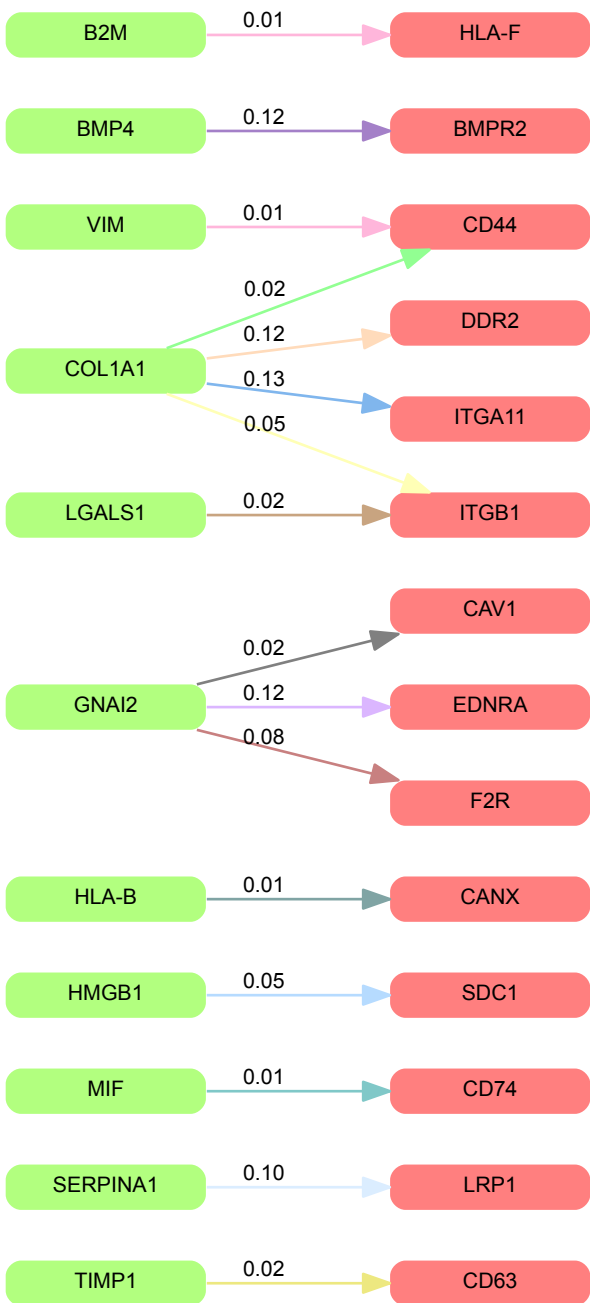 B2M 0.01 HLA-F
BMP4 0.12 BMPR2
VIM 0.01 CD44
0.02
0.12 DDR2
COL1A1
0.13
ITGA11
0.05
LGALS1 0.02 ITGB1
CAV1
0.02
GNAI2 0.12 EDNRA
0.08
F2R
HLA-B 0.01 CANX
HMGB1 0.05 SDC1
MIF 0.01 CD74
SERPINA1 0.10 LRP1
TIMP1 0.02 CD63